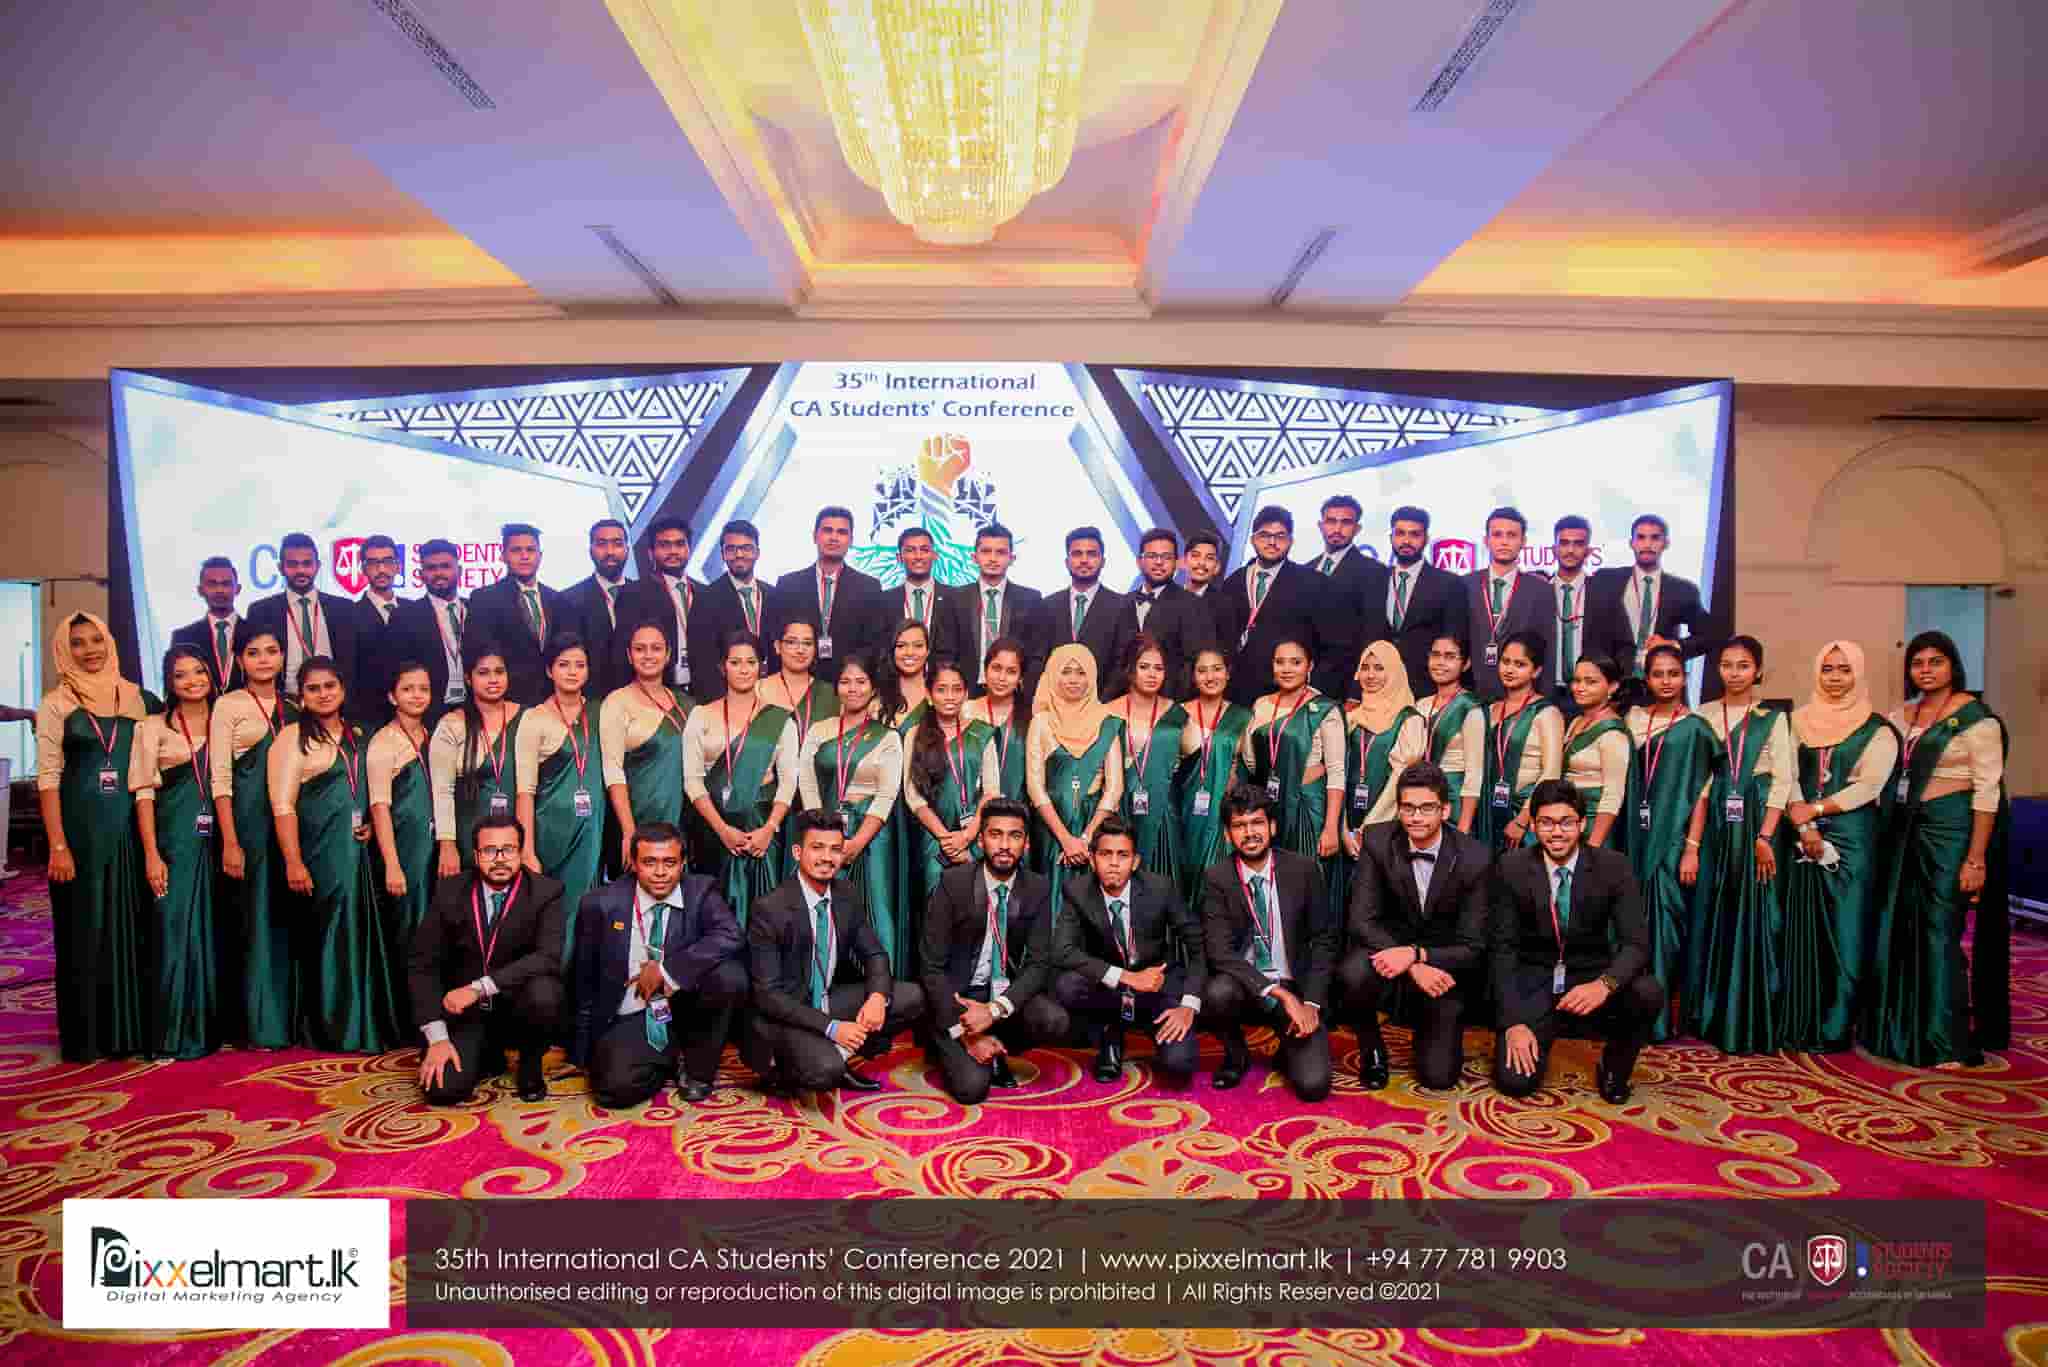 35th International
CA Students' Conference
STUDENTS
SOCIETY
STUDENTS
Pixxelmart.lk©
Digital Marketing Agency
35th International CA Students' Conference 2021 | www.pixxelmart.lk | +94 77 781 9903
Unauthorised editing or reproduction of this digital image is prohibited | All Rights Reserved ©2021
CA STUDENTS
SOCIETY